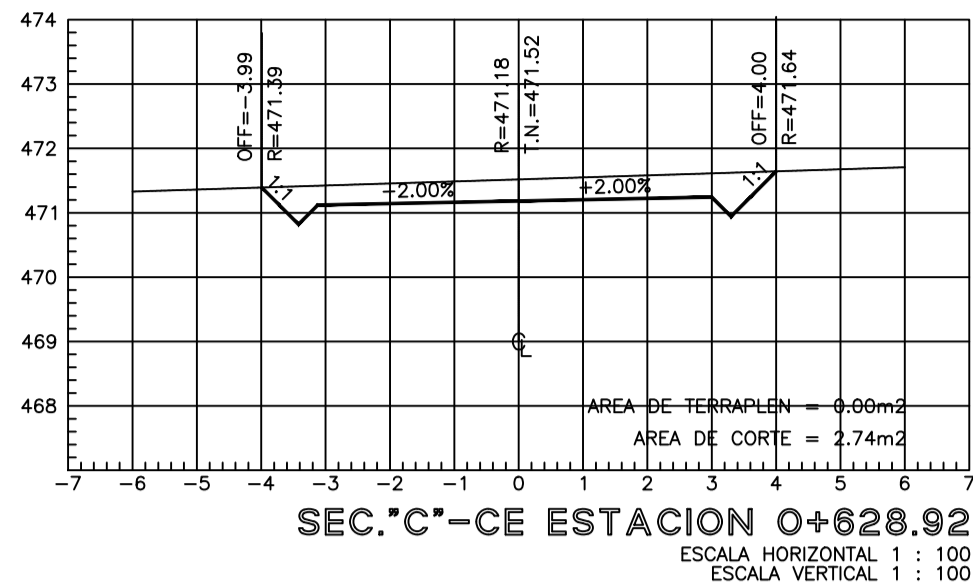 474
473
472
471
470
469
468
OFF=-3.99
R=471.39
R=471.18
T.N.=471.52
OFF=4.00
R=471.64
1:1
-2.00%
+2.00%
1:1
CL
AREA DE TERRAPLEN = 0.00m2
AREA DE CORTE = 2.74m2
-7 -6 -5 -4 -3 -2 -1 0 1 2 3 4 5 6 7
SEC."C"-CE ESTACION 0+628.92
ESCALA HORIZONTAL 1 : 100
ESCALA VERTICAL 1 : 100